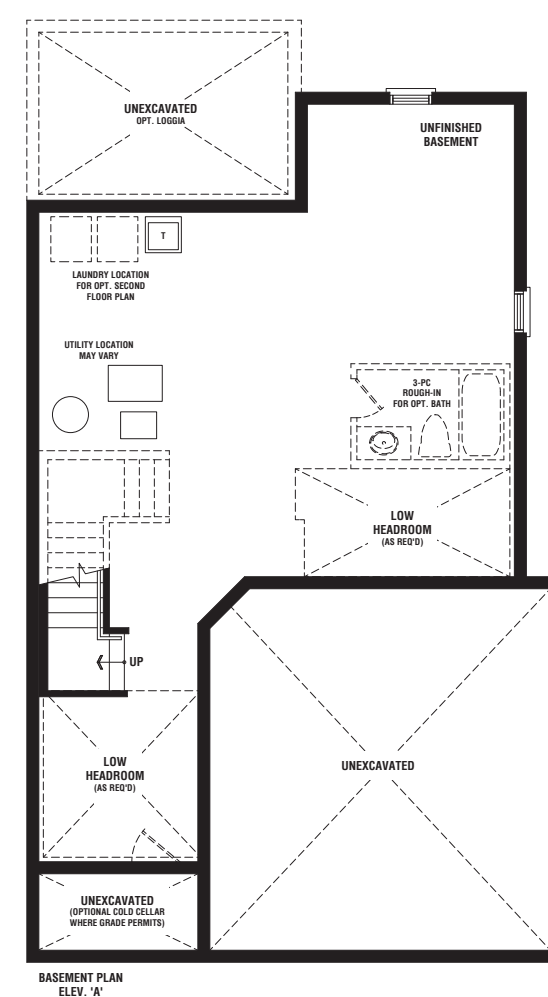 UNEXCAVATED
OPT. LOGGIA
UNFINISHED
BASEMENT
T
LAUNDRY LOCATION
FOR OPT. SECOND
FLOOR PLAN
UTILITY LOCATION
MAY VARY
3-PC
ROUGH-IN
FOR OPT. BATH
LOW
HEADROOM
(AS REQ'D)
UP
LOW
HEADROOM
(AS REQ'D)
UNEXCAVATED
UNEXCAVATED
(OPTIONAL COLD CELLAR
WHERE GRADE PERMITS)
BASEMENT PLAN
ELEV. 'A'